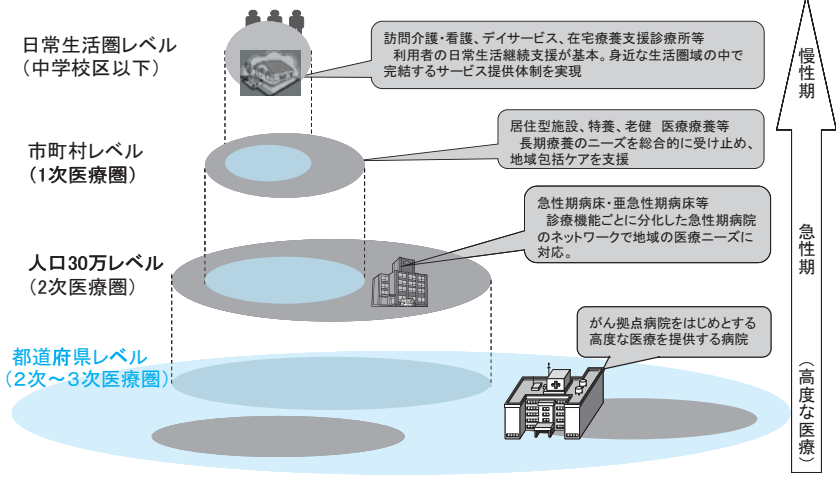 日常生活圏レベル
(中学校区以下)
訪問介護・看護、デイサービス、在宅療養支援診療所等
利用者の日常生活継続支援が基本。身近な生活圏域の中で
完結するサービス提供体制を実現
市町村レベル
(1次医療圏)
居住型施設、特養、老健 医療療養等
長期療養のニーズを総合的に受け止め、
地域包括ケアを支援
人口30万レベル
(2次医療圏)
急性期病床・亜急性期病床等
診療機能ごとに分化した急性期病院
のネットワークで地域の医療ニーズに
対応。
都道府県レベル
(2次～3次医療圏)
がん拠点病院をはじめとする
高度な医療を提供する病院
慢性期
急性期
(高度な医療)